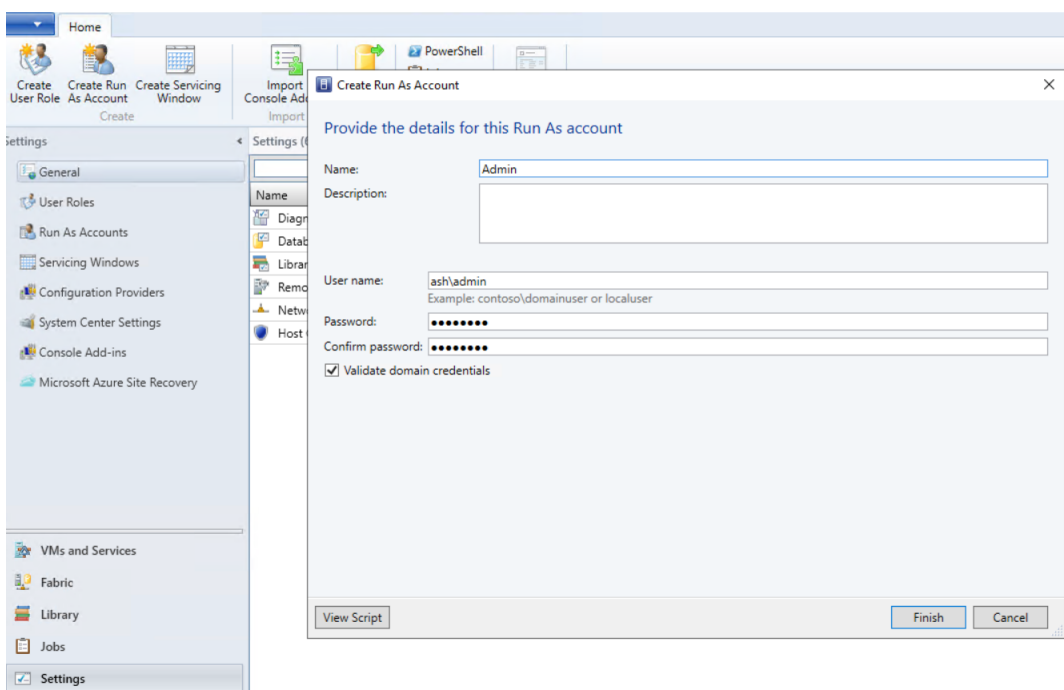 Home
PowerShell
Create User Role
Create Run As Account
Create Servicing Window
Import Console Add
Create
Import
Settings
General
User Roles
Run As Accounts
Servicing Windows
Configuration Providers
System Center Settings
Console Add-ins
Microsoft Azure Site Recovery
VMs and Services
Fabric
Library
Jobs
Settings
Settings (
Name
Diagn
Datab
Librar
Remo
Netw
Host
Create Run As Account
Provide the details for this Run As account
Name: Admin
Description:
User name: ash\admin
Example: contoso\domainuser or localuser
Password: ●●●●●●●●
Confirm password: ●●●●●●●●
Validate domain credentials
View Script
Finish
Cancel